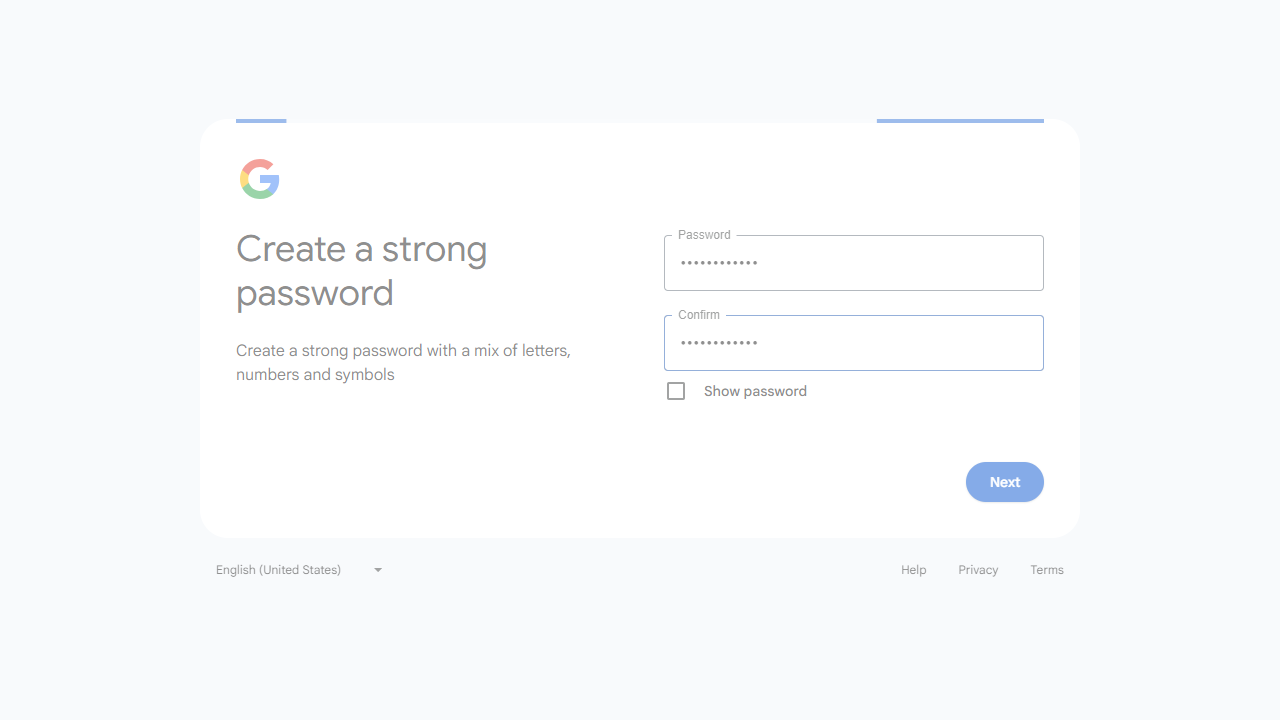 Create a strong
password
Create a strong password with a mix of letters,
numbers and symbols
Password
••••••••••••
Confirm
••••••••••••
Show password
Next
English (United States)
Help
Privacy
Terms